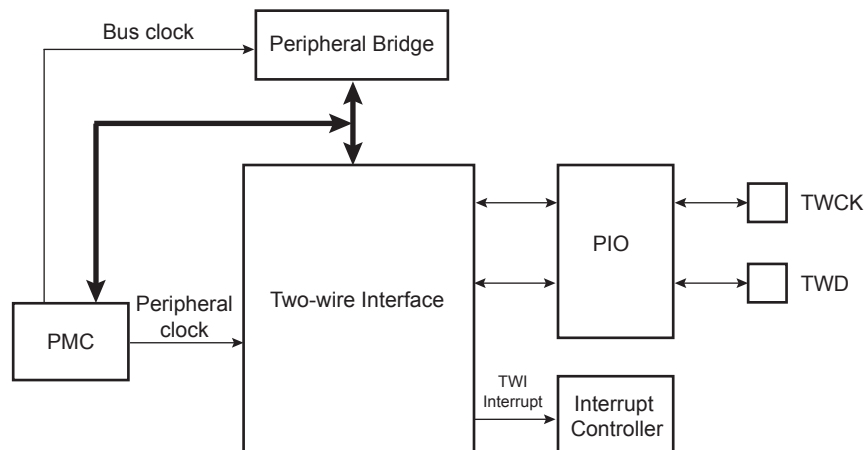 Bus clock
Peripheral Bridge
TWCK
PIO
TWD
Two-wire Interface
Peripheral
clock
PMC
TWI
Interrupt
Interrupt
Controller